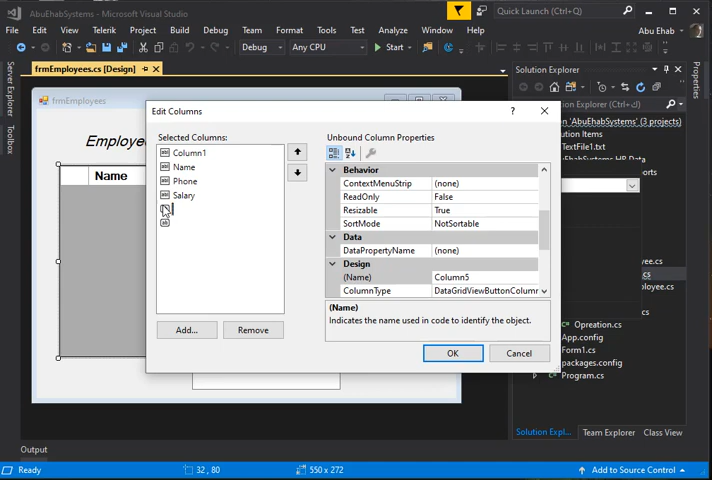 AbuEhabSystems - Microsoft Visual Studio
Quick Launch (Ctrl+Q)
File Edit View Telerik Project Build Debug Team Format Tools Test Analyze Window Help Abu Ehab
Debug Any CPU Start
Server Explorer
Toolbox
frmEmployees.cs [Design]
Solution Explorer
Properties
frmEmployees
Employe
Name
Edit Columns
Selected Columns:
Column1
Name
Phone
Salary
Add...
Remove
Unbound Column Properties
Behavior
ContextMenuStrip (none)
ReadOnly False
Resizable True
SortMode NotSortable
Data
DataPropertyName (none)
Design
(Name) Column5
ColumnType DataGridViewButtonColumn
(Name)
Indicates the name used in code to identify the object.
OK
Cancel
Explorer (Ctrl+ك)
on 'AbuEhabSystems' (3 projects)
ution Items
TextFile1.txt
uEhabSystems.HR.Data
orts
ee.cs
cs
oyee.cs
cs
Opreation.cs
App.config
Form1.cs
packages.config
Program.cs
Solution Expl...
Team Explorer
Class View
Output
Ready
32 , 80
550 x 272
Add to Source Control